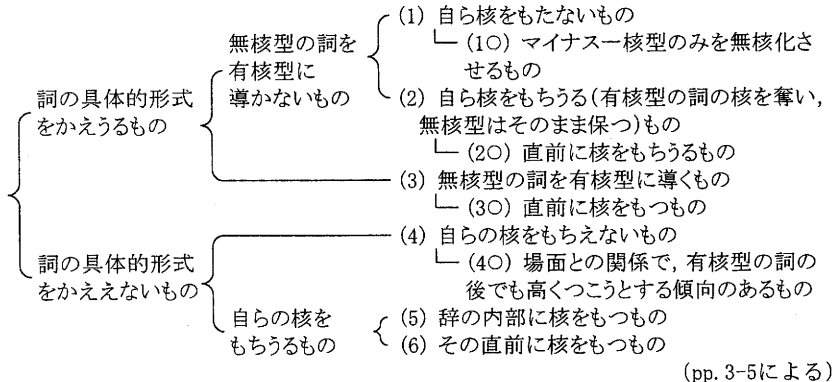 無核型の詞を
有核型に
導かないもの
(1) 自ら核をもたないもの
(1○) マイナス一核型のみを無核化さ
せるもの
詞の具体的形式
をかえうるもの
(2) 自ら核をもちうる(有核型の詞の核を奪い,
無核型はそのまま保つ)もの
(2○) 直前に核をもちうるもの
(3) 無核型の詞を有核型に導くもの
(3○) 直前に核をもつもの
詞の具体的形式
をかええないもの
(4) 自らの核をもちえないもの
(4○) 場面との関係で, 有核型の詞の
後でも高くつこうとする傾向のあるもの
自らの核を
もちうるもの
(5) 辞の内部に核をもつもの
(6) その直前に核をもつもの
(pp.3-5による)